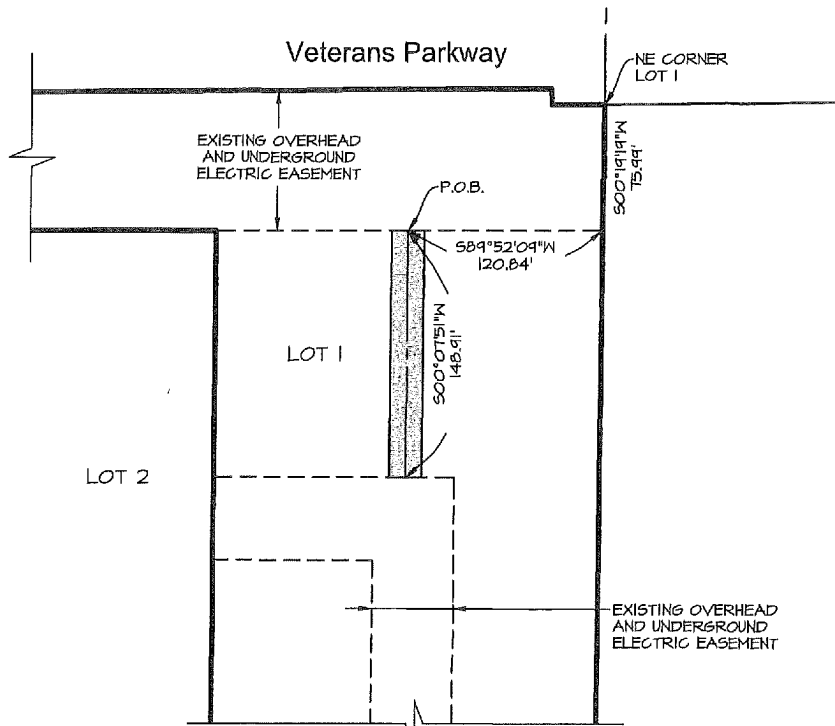 Veterans Parkway
NE CORNER
LOT 1
EXISTING OVERHEAD
AND UNDERGROUND
ELECTRIC EASEMENT
S00°19'19"W
75.99'
P.O.B.
S89°52'09"W
120.84'
S00°07'51"W
148.91'
LOT 1
LOT 2
EXISTING OVERHEAD
AND UNDERGROUND
ELECTRIC EASEMENT